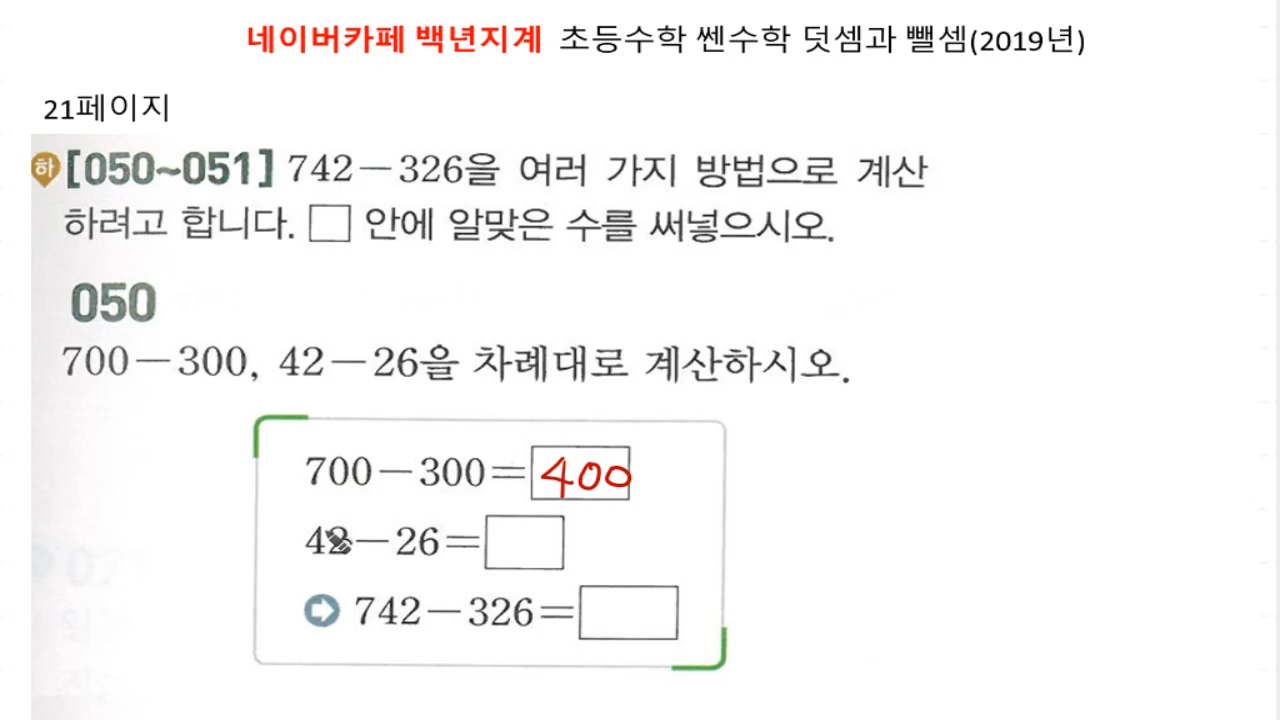 네이버카페 백년지계 초등수학 쎈수학 덧셈과 뺄셈(2019년)
21페이지
하 [050~051] 742-326을 여러 가지 방법으로 계산
하려고 합니다. □ 안에 알맞은 수를 써넣으시오.
050
700-300, 42-26을 차례대로 계산하시오.
700-300=400
42-26=
742-326=